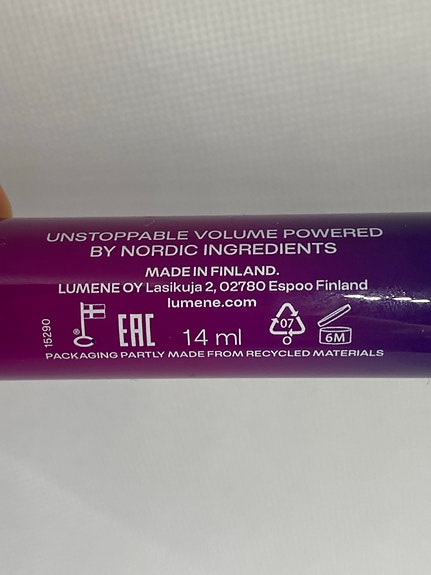 UNSTOPPABLE VOLUME POWERED
BY NORDIC INGREDIENTS
MADE IN FINLAND.
LUMENE OY Lasikuja 2, 02780 Espoo Finland
lumene.com
15290
® EAC 14 ml 07 6M
PACKAGING PARTLY MADE FROM RECYCLED MATERIALS